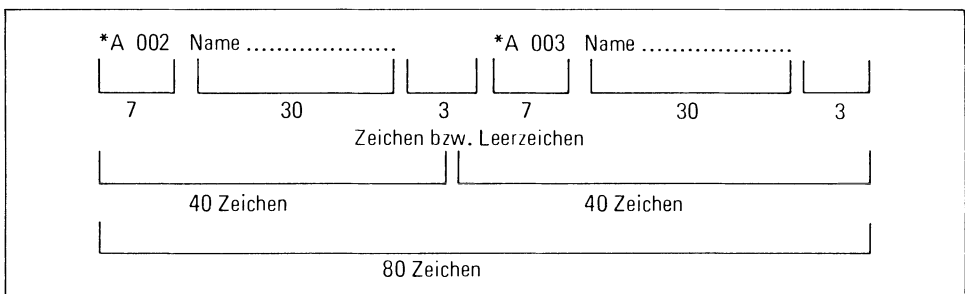 *A 002 Name ................... *A 003 Name ...................
7 30 3 7 30 3
Zeichen bzw. Leerzeichen
40 Zeichen 40 Zeichen
80 Zeichen